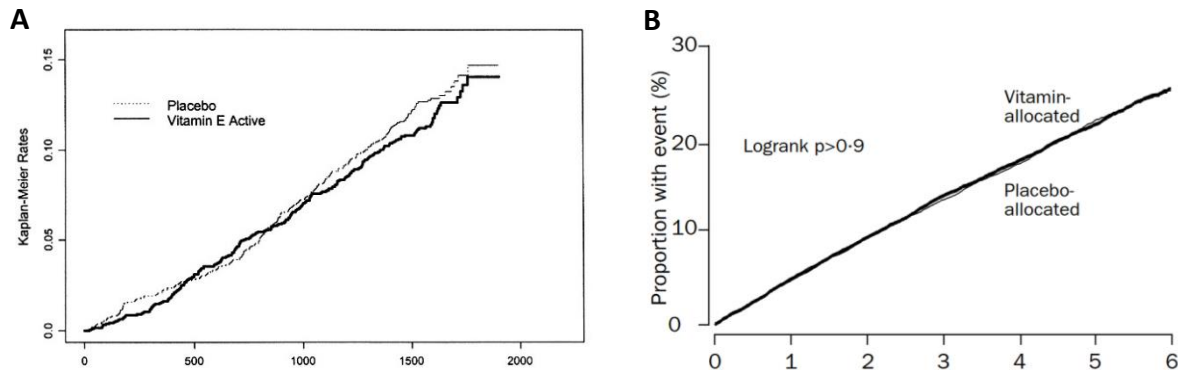 A
Kaplan-Meier Rates
0.15
0.10
0.05
0.0
Placebo
Vitamin E Active
0
500
1000
1500
2000
B
Proportion with event (%)
30
20
10
0
Logrank p>0·9
Vitamin-
allocated
Placebo-
allocated
0
1
2
3
4
5
6